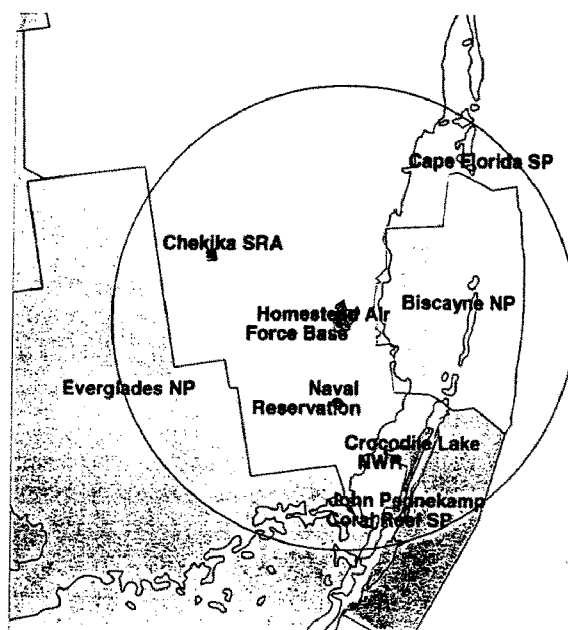 Cape Florida SP
Chekika SRA
Biscayne NP
Homestead Air
Force Base
Everglades NP
Naval
Reservation
Crocodile Lake
NWR
John Pennekamp
Coral Reef SP